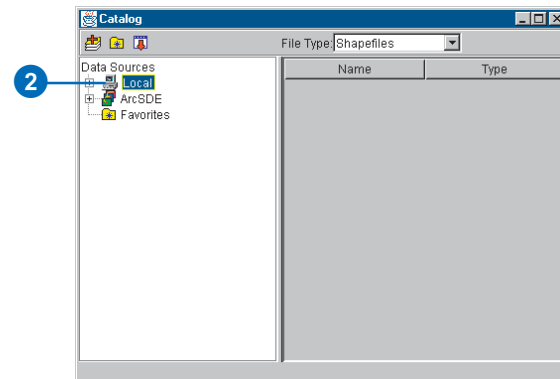 Catalog
File Type: Shapefiles
Data Sources
Name Type
2 Local
ArcSDE
Favorites